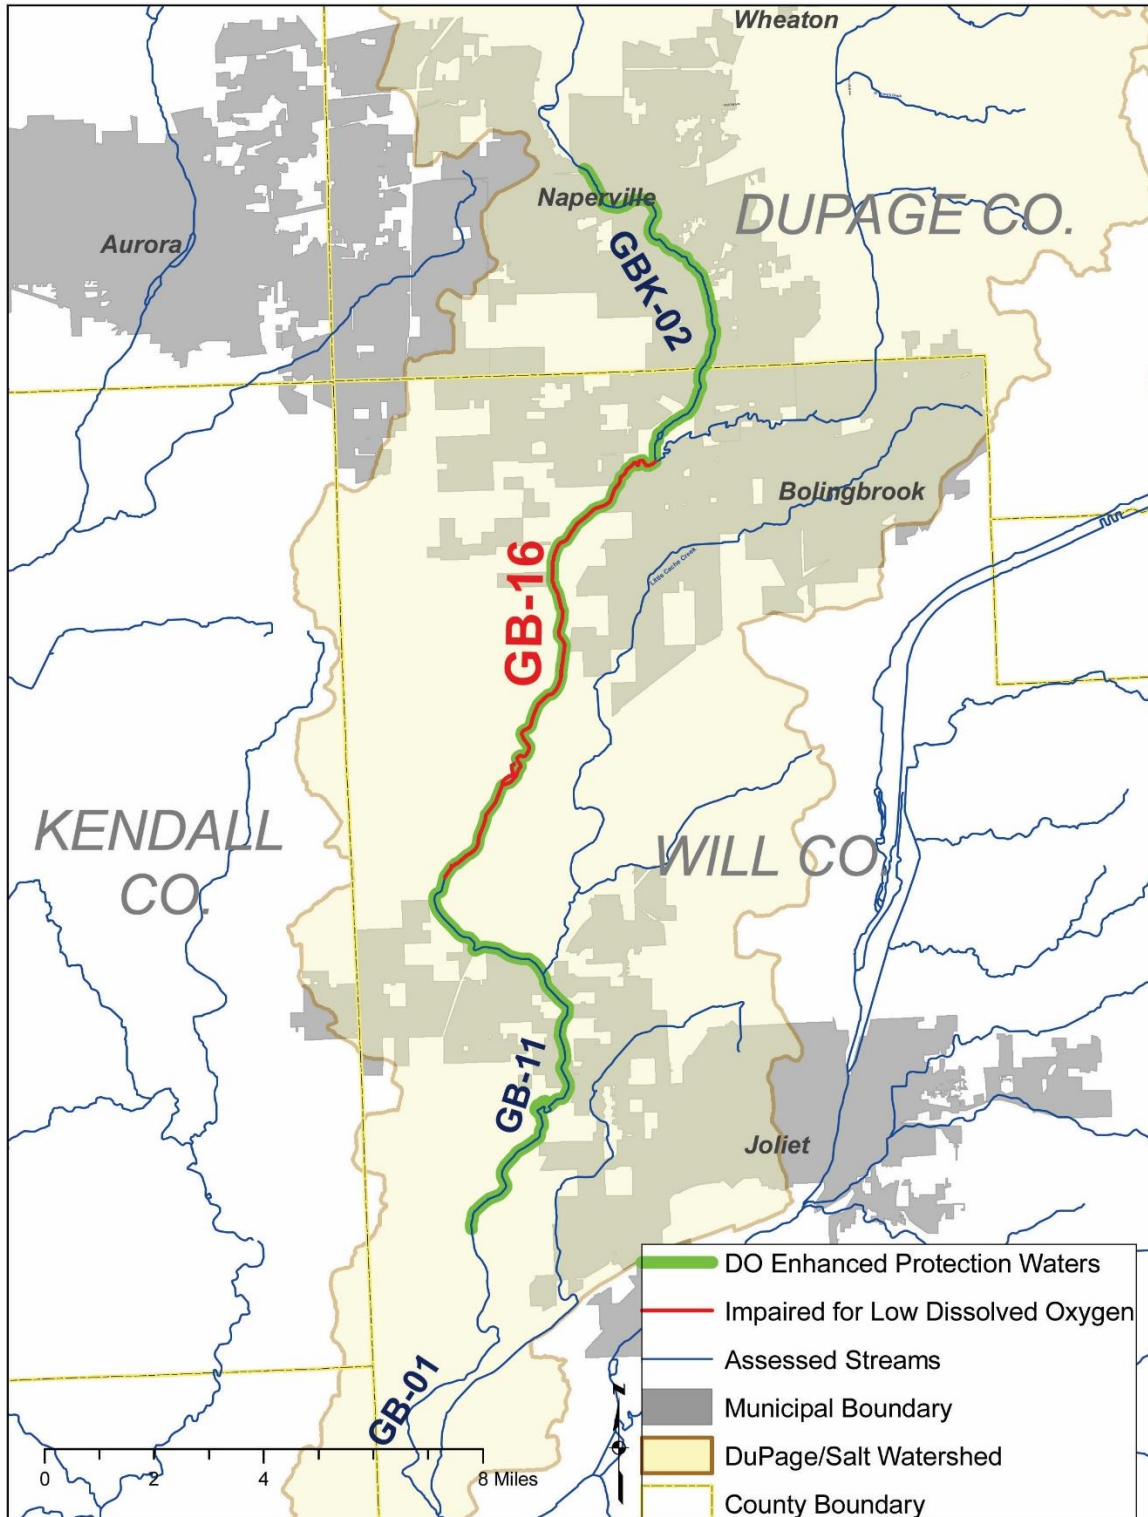 Wheaton
Naperville
DUPAGE CO.
Aurora
GBK-02
Bolingbrook
GB-16
Little Cache Creek
KENDALL
CO.
WILL CO.
GB-11
Joliet
GB-01
DO Enhanced Protection Waters
Impaired for Low Dissolved Oxygen
Assessed Streams
Municipal Boundary
DuPage/Salt Watershed
County Boundary
N
0 2 4 8 Miles